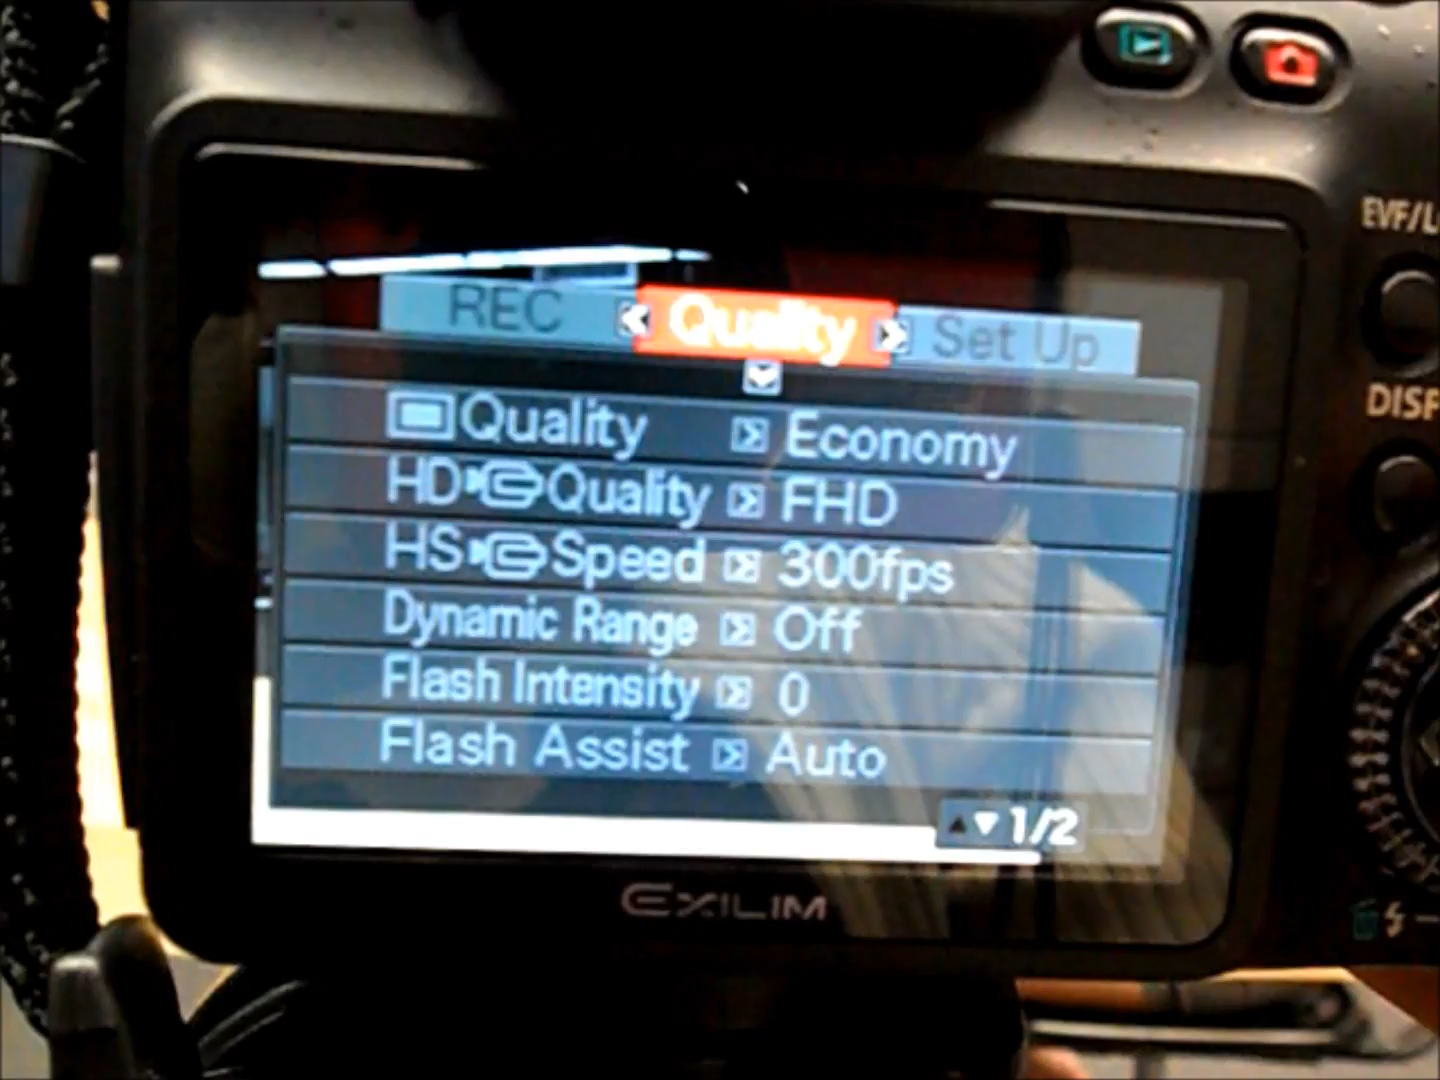 EVF/L
REC Quality Set Up
DISP
Quality Economy
HD Quality FHD
HS Speed 300fps
Dynamic Range Off
Flash Intensity 0
Flash Assist Auto
1/2
EXILIM